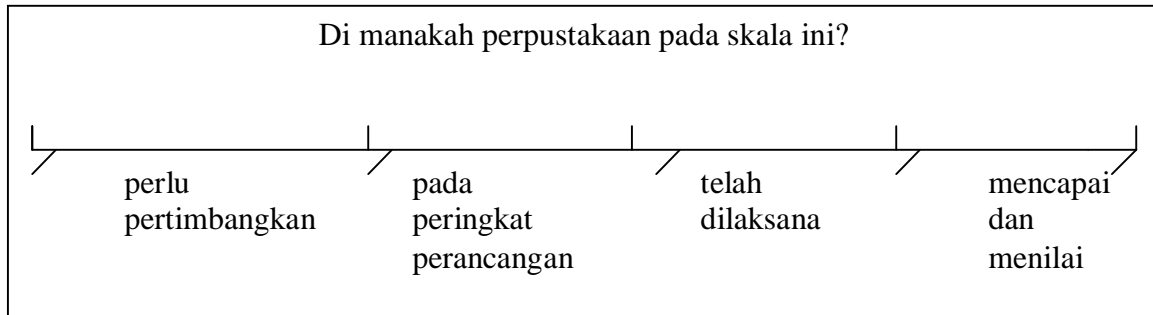 Di manakah perpustakaan pada skala ini?
perlu
pertimbangkan
pada
peringkat
perancangan
telah
dilaksana
mencapai
dan
menilai